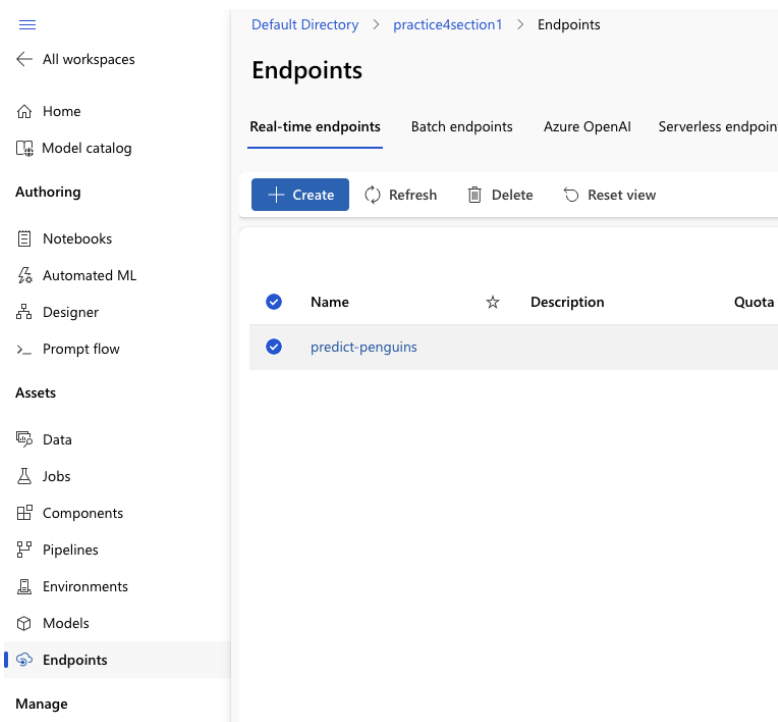 Default Directory > practice4section1 > Endpoints
All workspaces
Home
Model catalog
Authoring
Notebooks
Automated ML
Designer
Prompt flow
Assets
Data
Jobs
Components
Pipelines
Environments
Models
Endpoints
Manage
Endpoints
Real-time endpoints Batch endpoints Azure OpenAI Serverless endpoin
Create Refresh Delete Reset view
Name Description Quota
predict-penguins